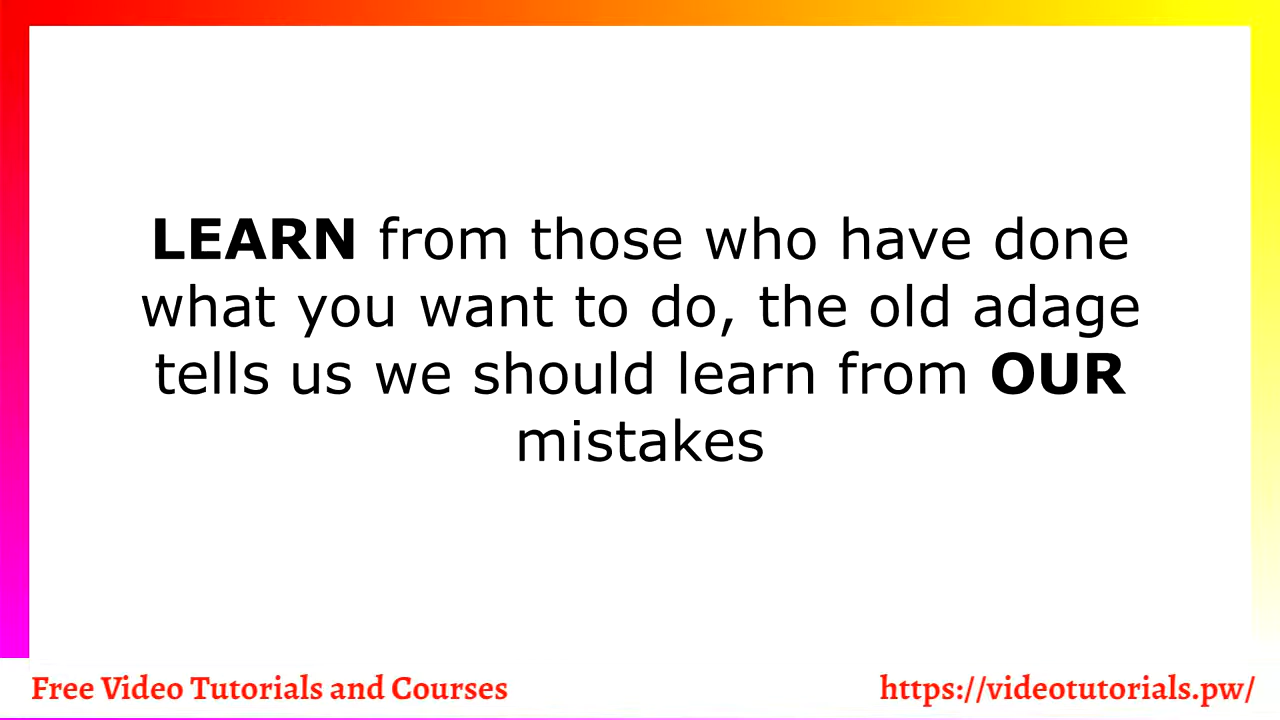 LEARN from those who have done
what you want to do, the old adage
tells us we should learn from OUR
mistakes
Free Video Tutorials and Courses
https://videotutorials.pw/